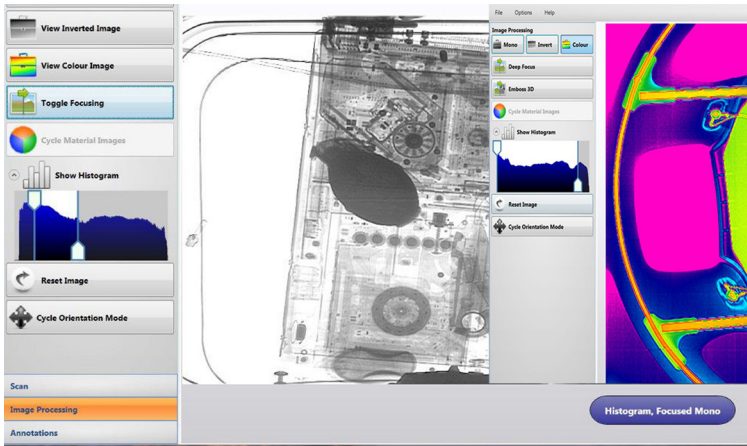 View Inverted Image
View Colour Image
Toggle Focusing
Cycle Material Images
Show Histogram
Reset Image
Cycle Orientation Mode
Scan
Image Processing
Annotations
File Options Help
Image Processing
Mono Invert Colour
Deep Focus
Emboss 3D
Cycle Material Images
Show Histogram
Reset Image
Cycle Orientation Mode
Histogram, Focused Mono